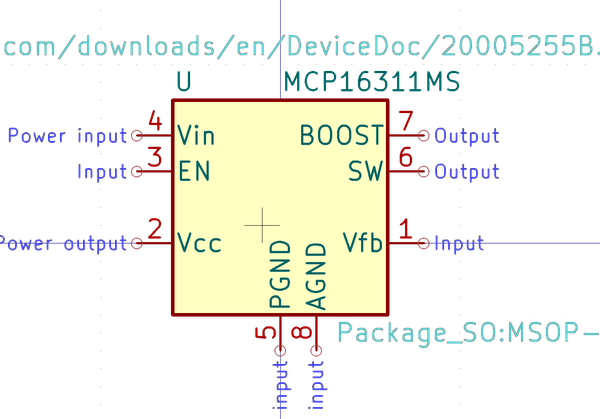 com/downloads/en/DeviceDoc/20005255B.
U MCP16311MS
Power input 4 Vin BOOST 7 Output
Input 3 EN SW 6 Output
Power output 2 Vcc Vfb 1 Input
PGND AGND
5 8 Package_SO:MSOP-
input input